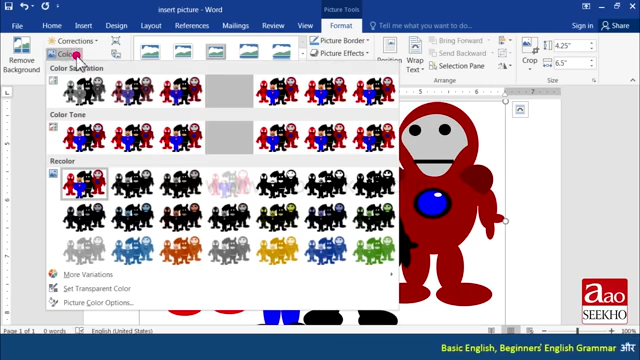 insert picture - Word
Picture Tools
File Home Insert Design Layout References Mailings Review View Format Tell me what you want to do... Sign in Share
Remove Background
Corrections
Color
Picture Border
Picture Effects
Position
Wrap Text
Bring Forward
Send Backward
Selection Pane
Arrange
Crop
4.25"
6.5"
Color Saturation
Color Tone
Recolor
More Variations
Set Transparent Color
Picture Color Options...
aao
SEEKHO
Page 1 of 1 0 words English (United States) 100%
Basic English, Beginners' English Grammar और